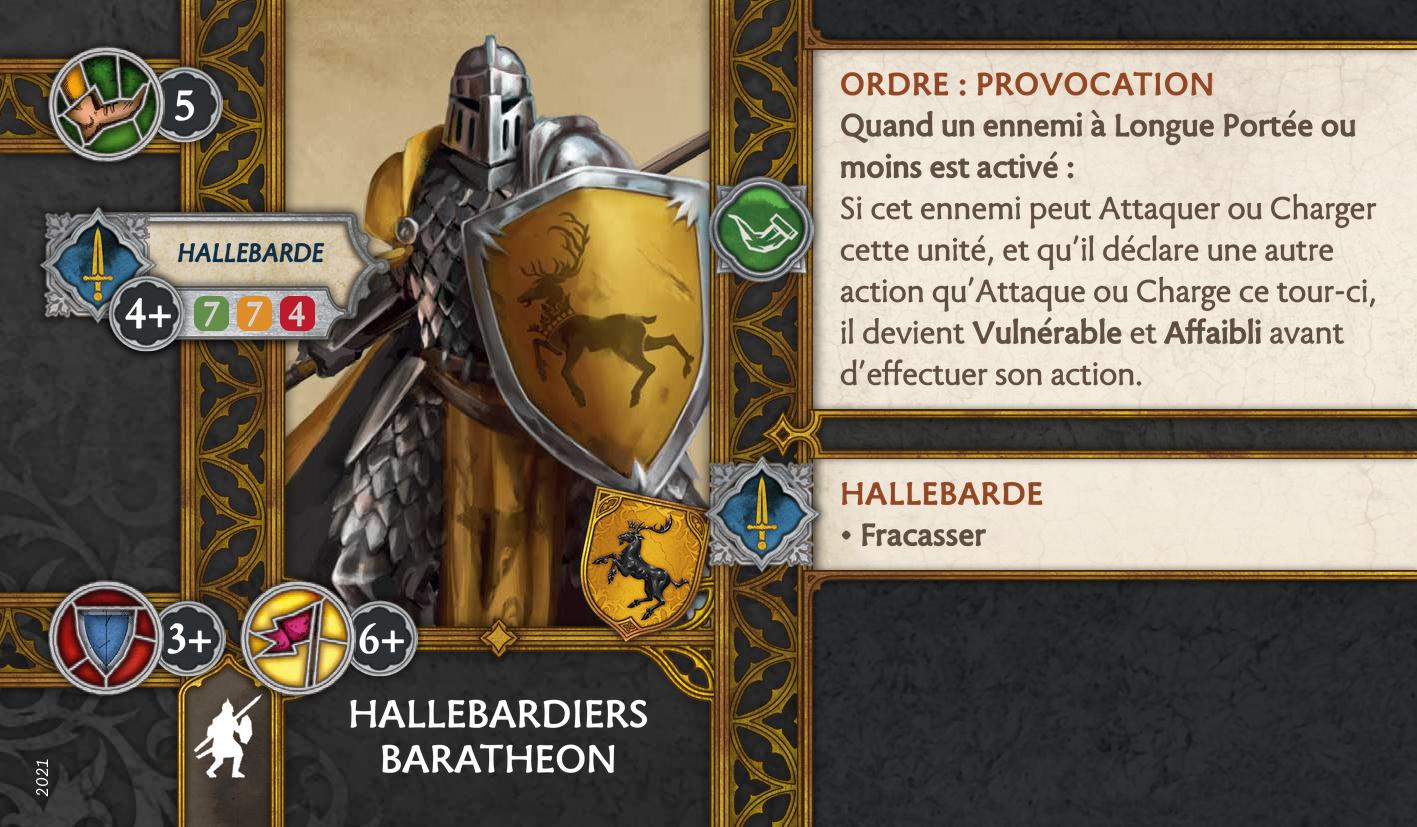 5
HALLEBARDE
4+ 7 7 4
3+ 6+
HALLEBARDIERS
BARATHEON
2021
ORDRE : PROVOCATION
Quand un ennemi à Longue Portée ou
moins est activé :
Si cet ennemi peut Attaquer ou Charger
cette unité, et qu’il déclare une autre
action qu’Attaque ou Charge ce tour-ci,
il devient Vulnérable et Affaibli avant
d’effectuer son action.
HALLEBARDE
• Fracasser